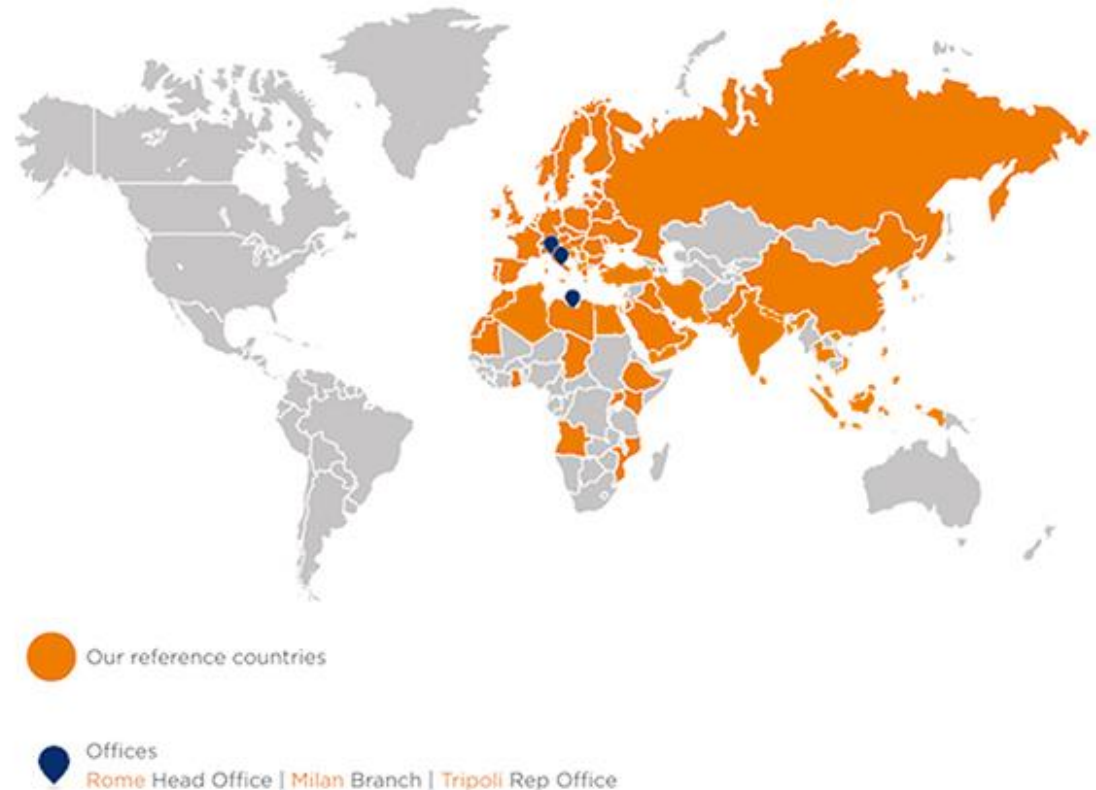 Our reference countries
Offices
Rome Head Office | Milan Branch | Tripoli Rep Office